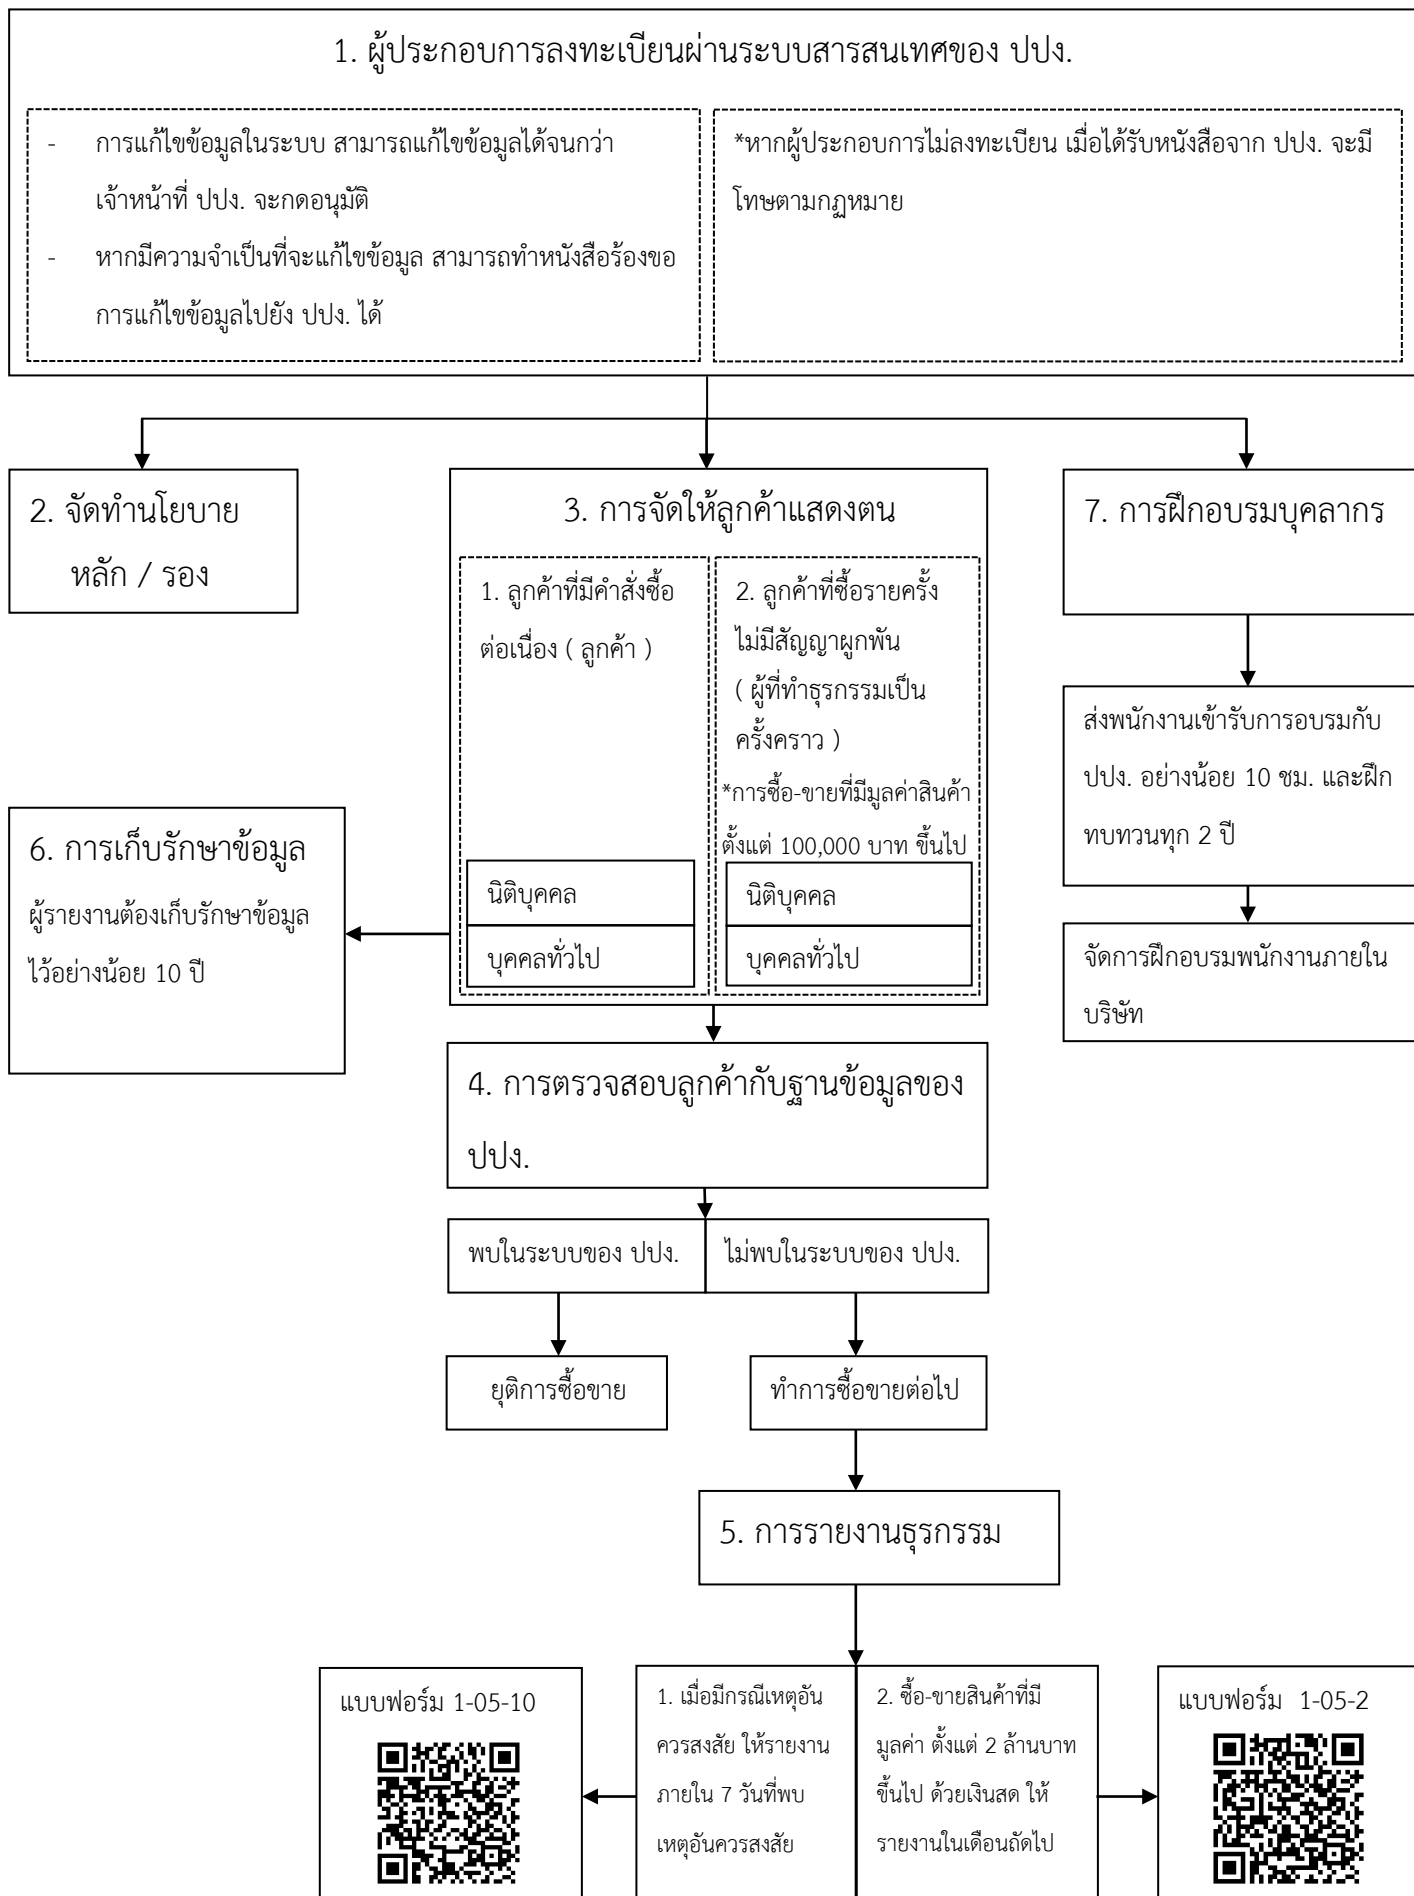 1. ผู้ประกอบการลงทะเบียนผ่านระบบสารสนเทศของ ปปง.
- การแก้ไขข้อมูลในระบบ สามารถแก้ไขข้อมูลได้จนกว่า
เจ้าหน้าที่ ปปง. จะกดอนุมัติ
- หากมีความจำเป็นที่จะแก้ไขข้อมูล สามารถทำหนังสือร้องขอ
การแก้ไขข้อมูลไปยัง ปปง. ได้
*หากผู้ประกอบการไม่ลงทะเบียน เมื่อได้รับหนังสือจาก ปปง. จะมี
โทษตามกฎหมาย
2. จัดทำนโยบาย
หลัก / รอง
3. การจัดให้ลูกค้าแสดงตน
1. ลูกค้าที่มีคำสั่งซื้อ
ต่อเนื่อง ( ลูกค้า )
นิติบุคคล
บุคคลทั่วไป
2. ลูกค้าที่ซื้อรายครั้ง
ไม่มีสัญญาผูกพัน
( ผู้ที่ทำธุรกรรมเป็น
ครั้งคราว )
*การซื้อ-ขายที่มีมูลค่าสินค้า
ตั้งแต่ 100,000 บาท ขึ้นไป
นิติบุคคล
บุคคลทั่วไป
7. การฝึกอบรมบุคลากร
ส่งพนักงานเข้ารับการอบรมกับ
ปปง. อย่างน้อย 10 ชม. และฝึก
ทบทวนทุก 2 ปี
จัดการฝึกอบรมพนักงานภายใน
บริษัท
6. การเก็บรักษาข้อมูล
ผู้รายงานต้องเก็บรักษาข้อมูล
ไว้อย่างน้อย 10 ปี
4. การตรวจสอบลูกค้ากับฐานข้อมูลของ
ปปง.
พบในระบบของ ปปง.
ไม่พบในระบบของ ปปง.
ยุติการซื้อขาย
ทำการซื้อขายต่อไป
5. การรายงานธุรกรรม
แบบฟอร์ม 1-05-10
1. เมื่อมีกรณีเหตุอัน
ควรสงสัย ให้รายงาน
ภายใน 7 วันที่พบ
เหตุอันควรสงสัย
2. ซื้อ-ขายสินค้าที่มี
มูลค่า ตั้งแต่ 2 ล้านบาท
ขึ้นไป ด้วยเงินสด ให้
รายงานในเดือนถัดไป
แบบฟอร์ม 1-05-2